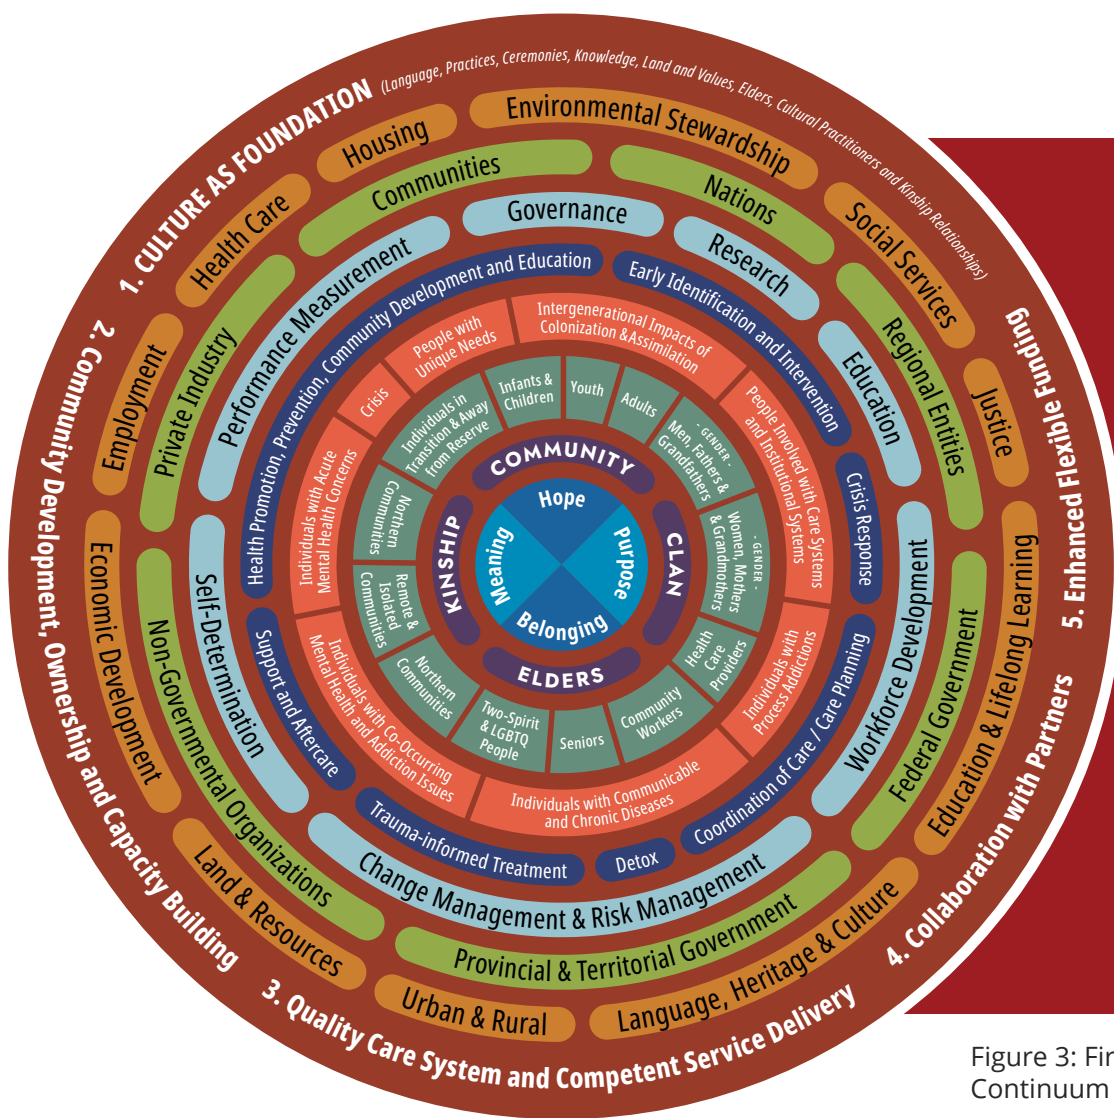 1. CULTURE AS FOUNDATION (Language, Practices, Ceremonies, Knowledge, Land and Values, Elders, Cultural Practitioners and Kinship Relationships)
2. Community Development, Ownership and Capacity Building
3. Quality Care System and Competent Service Delivery
4. Collaboration with Partners
5. Enhanced Flexible Funding
Environmental Stewardship
Social Services
Justice
Education & Lifelong Learning
Language, Heritage & Culture
Urban & Rural
Land & Resources
Economic Development
Employment
Health Care
Housing
Communities
Nations
Regional Entities
Federal Government
Provincial & Territorial Government
Non-Governmental Organizations
Private Industry
Governance
Research
Education
Workforce Development
Change Management & Risk Management
Self-Determination
Performance Measurement
Health Promotion, Prevention, Community Development and Education
Early Identification and Intervention
Crisis Response
Coordination of Care / Care Planning
Detox
Trauma-informed Treatment
Support and Aftercare
Intergenerational Impacts of
Colonization &Assimilation
People Involved with Care Systems
and Institutional Systems
Individuals with
Process Addictions
Individuals with Communicable
and Chronic Diseases
Individuals with Co-Occurring
Mental Health and Addiction Issues
Individuals with Acute
Mental Health Concerns
Crisis
People with
Unique Needs
Infants &
Children
Youth
Adults
- GENDER -
Men, Fathers &
Grandfathers
- GENDER -
Women, Mothers
& Grandmothers
Health
Care
Providers
Community
Workers
Seniors
Two-Spirit
& LGBTQ
People
Northern
Communities
Remote &
Isolated
Communities
Northern
Communities
Individuals in
Transition & Away
from Reserve
COMMUNITY
CLAN
ELDERS
KINSHIP
Hope
Purpose
Belonging
Meaning
Figure 3: Fir
Continuum